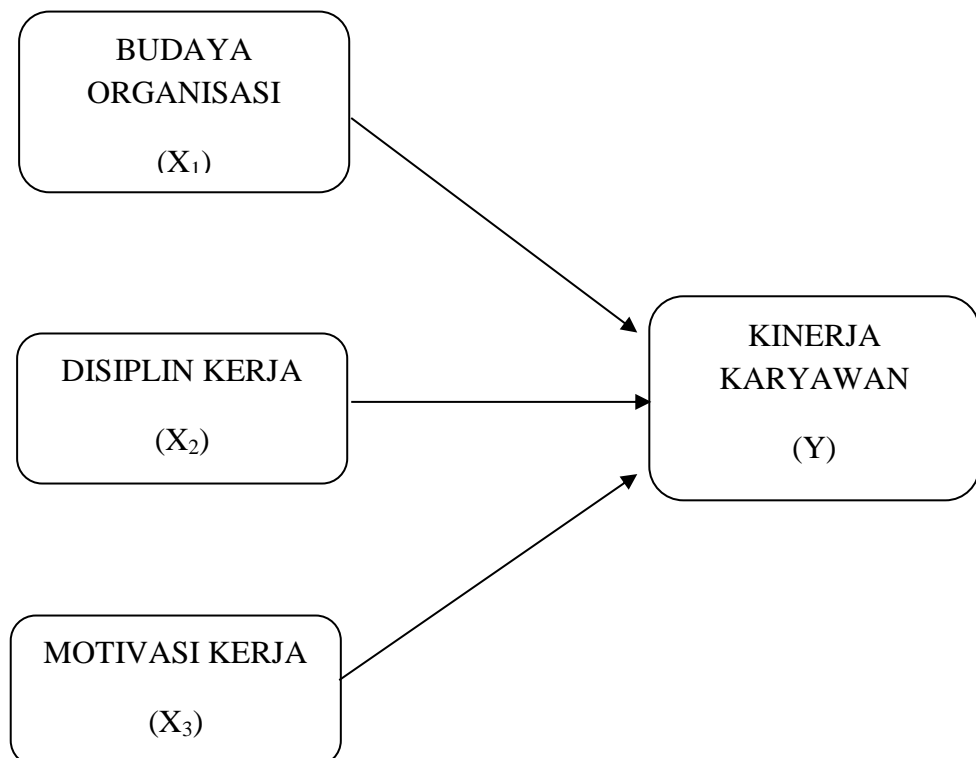 BUDAYA
ORGANISASI
(X₁)
DISIPLIN KERJA
(X₂)
MOTIVASI KERJA
(X₃)
KINERJA
KARYAWAN
(Y)